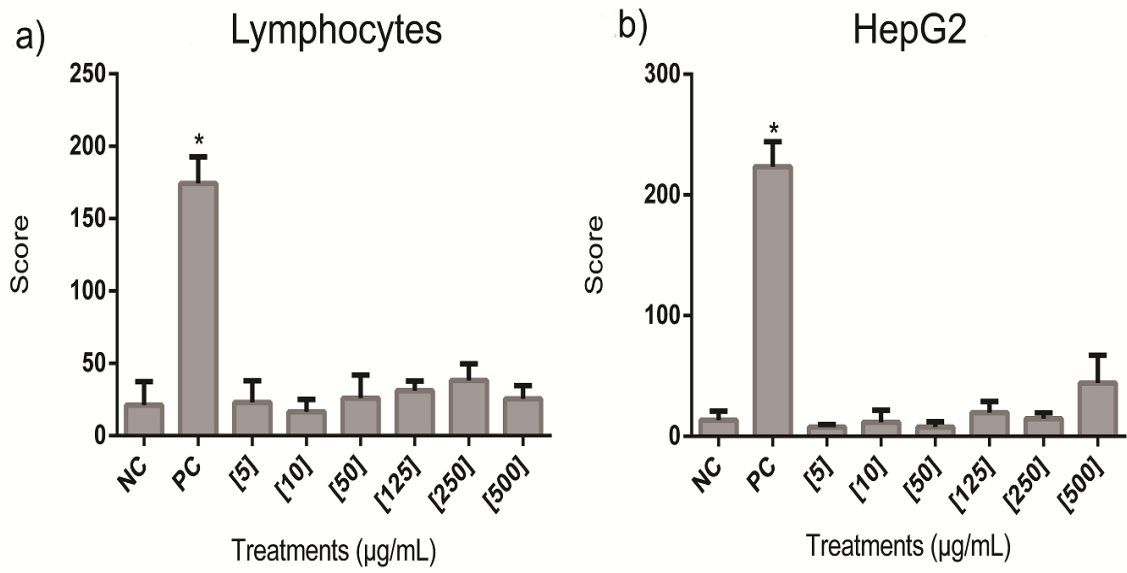 a)
Lymphocytes
250
200
150
100
50
0
Score
*
NC
PC
[5]
[10]
[50]
[125]
[250]
[500]
Treatments (µg/mL)
b)
HepG2
300
200
100
0
Score
*
NC
PC
[5]
[10]
[50]
[125]
[250]
[500]
Treatments (µg/mL)